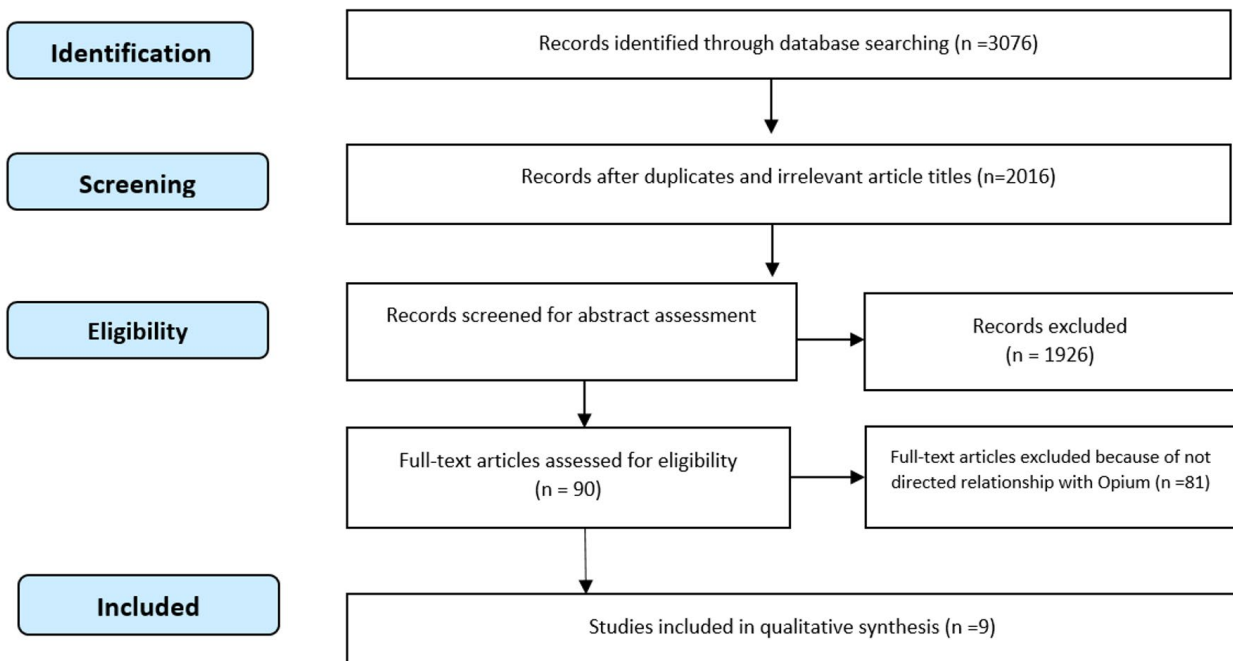 Identification
Records identified through database searching (n =3076)
Screening
Records after duplicates and irrelevant article titles (n=2016)
Eligibility
Records screened for abstract assessment
Records excluded
(n = 1926)
Full-text articles assessed for eligibility
(n = 90)
Full-text articles excluded because of not
directed relationship with Opium (n =81)
Included
Studies included in qualitative synthesis (n =9)